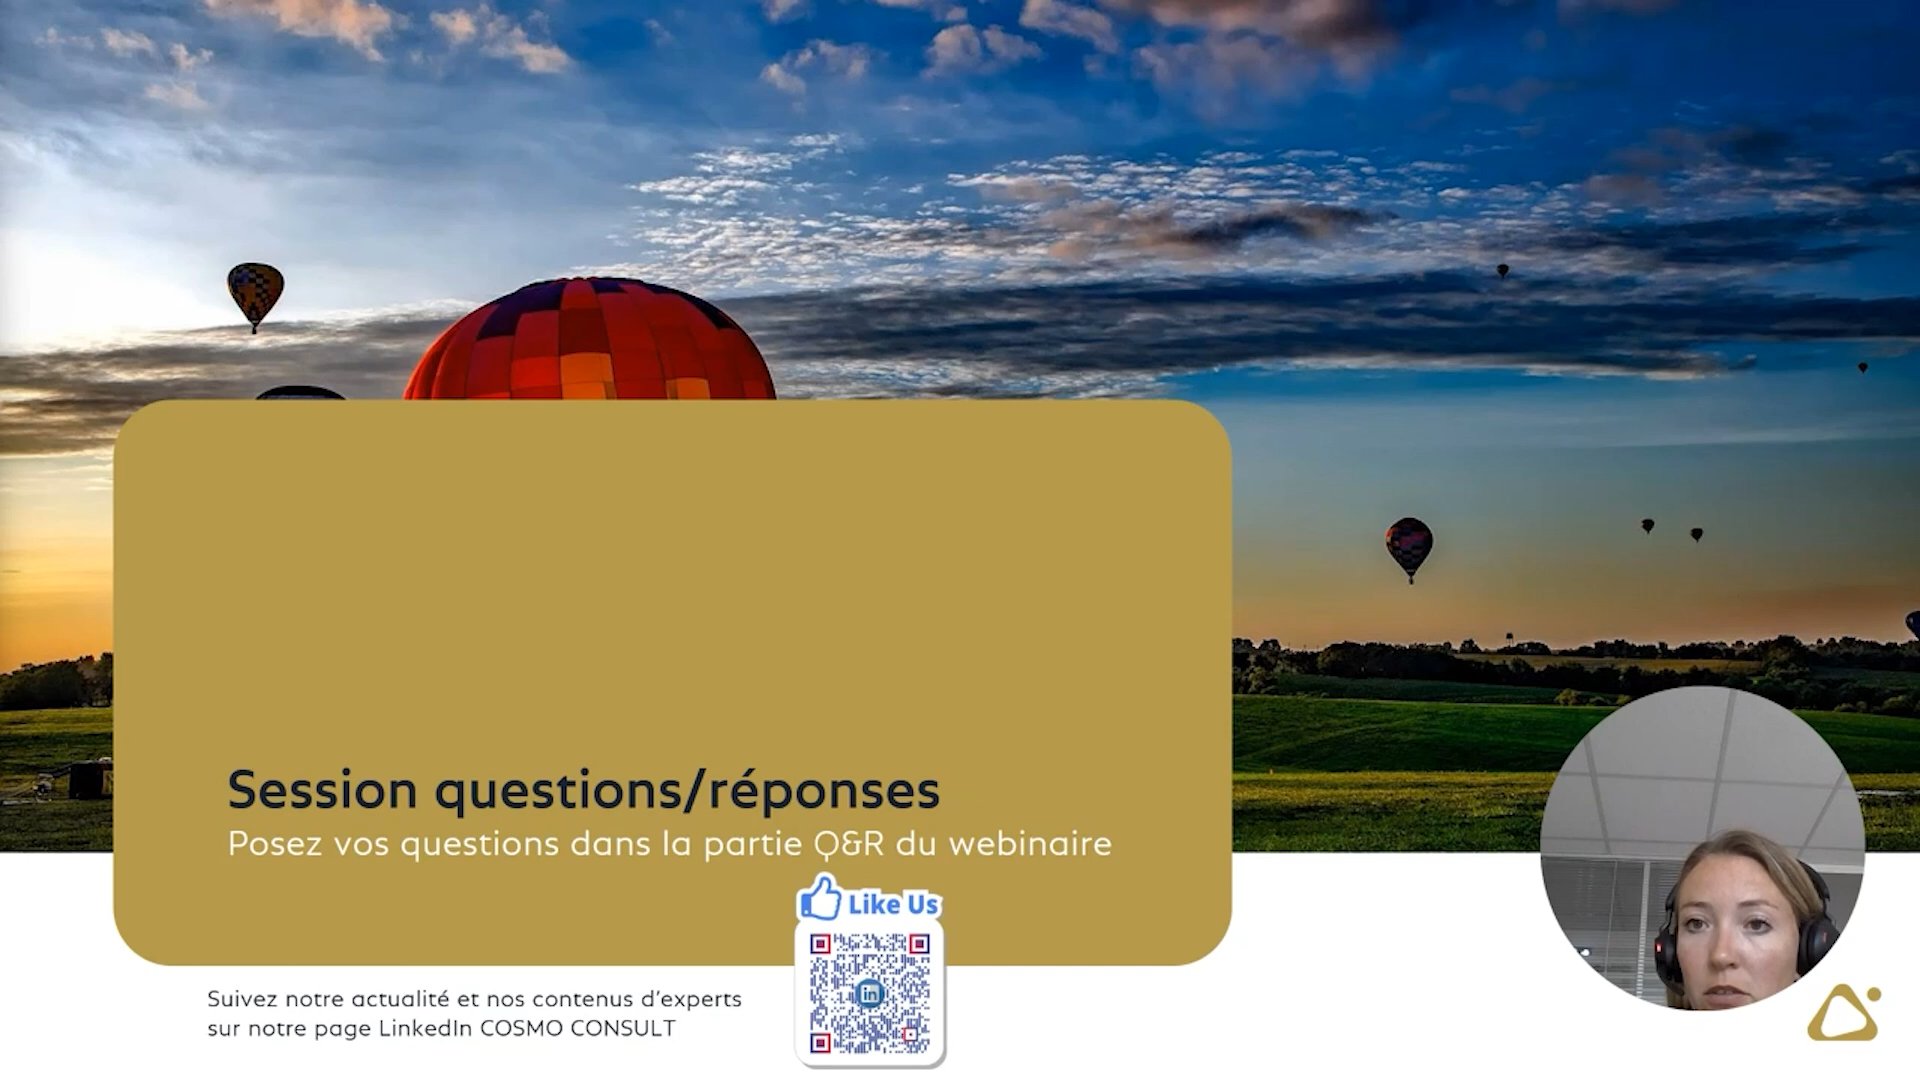 Session questions/réponses
Posez vos questions dans la partie Q&R du webinaire
Like Us
in
Suivez notre actualité et nos contenus d'experts
sur notre page LinkedIn COSMO CONSULT